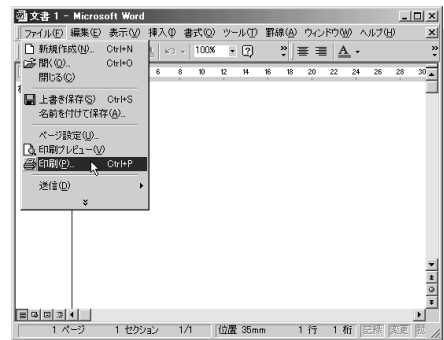 文書 1 - Microsoft Word
ファイル(F) 編集(E) 表示(V) 挿入(I) 書式(O) ツール(T) 罫線(A) ウィンドウ(W) ヘルプ(H)
新規作成(N)... Ctrl+N
100%
開く(O)... Ctrl+O
6 8 10 12 14 16 18 20 22 24 26 28 30
閉じる(C)
上書き保存(S) Ctrl+S
名前を付けて保存(A)...
ページ設定(U)...
印刷プレビュー(V)
印刷(P)... Ctrl+P
送信(D)
1 ページ 1 セクション 1/1 位置 35mm 1 行 1 桁 記録 変更